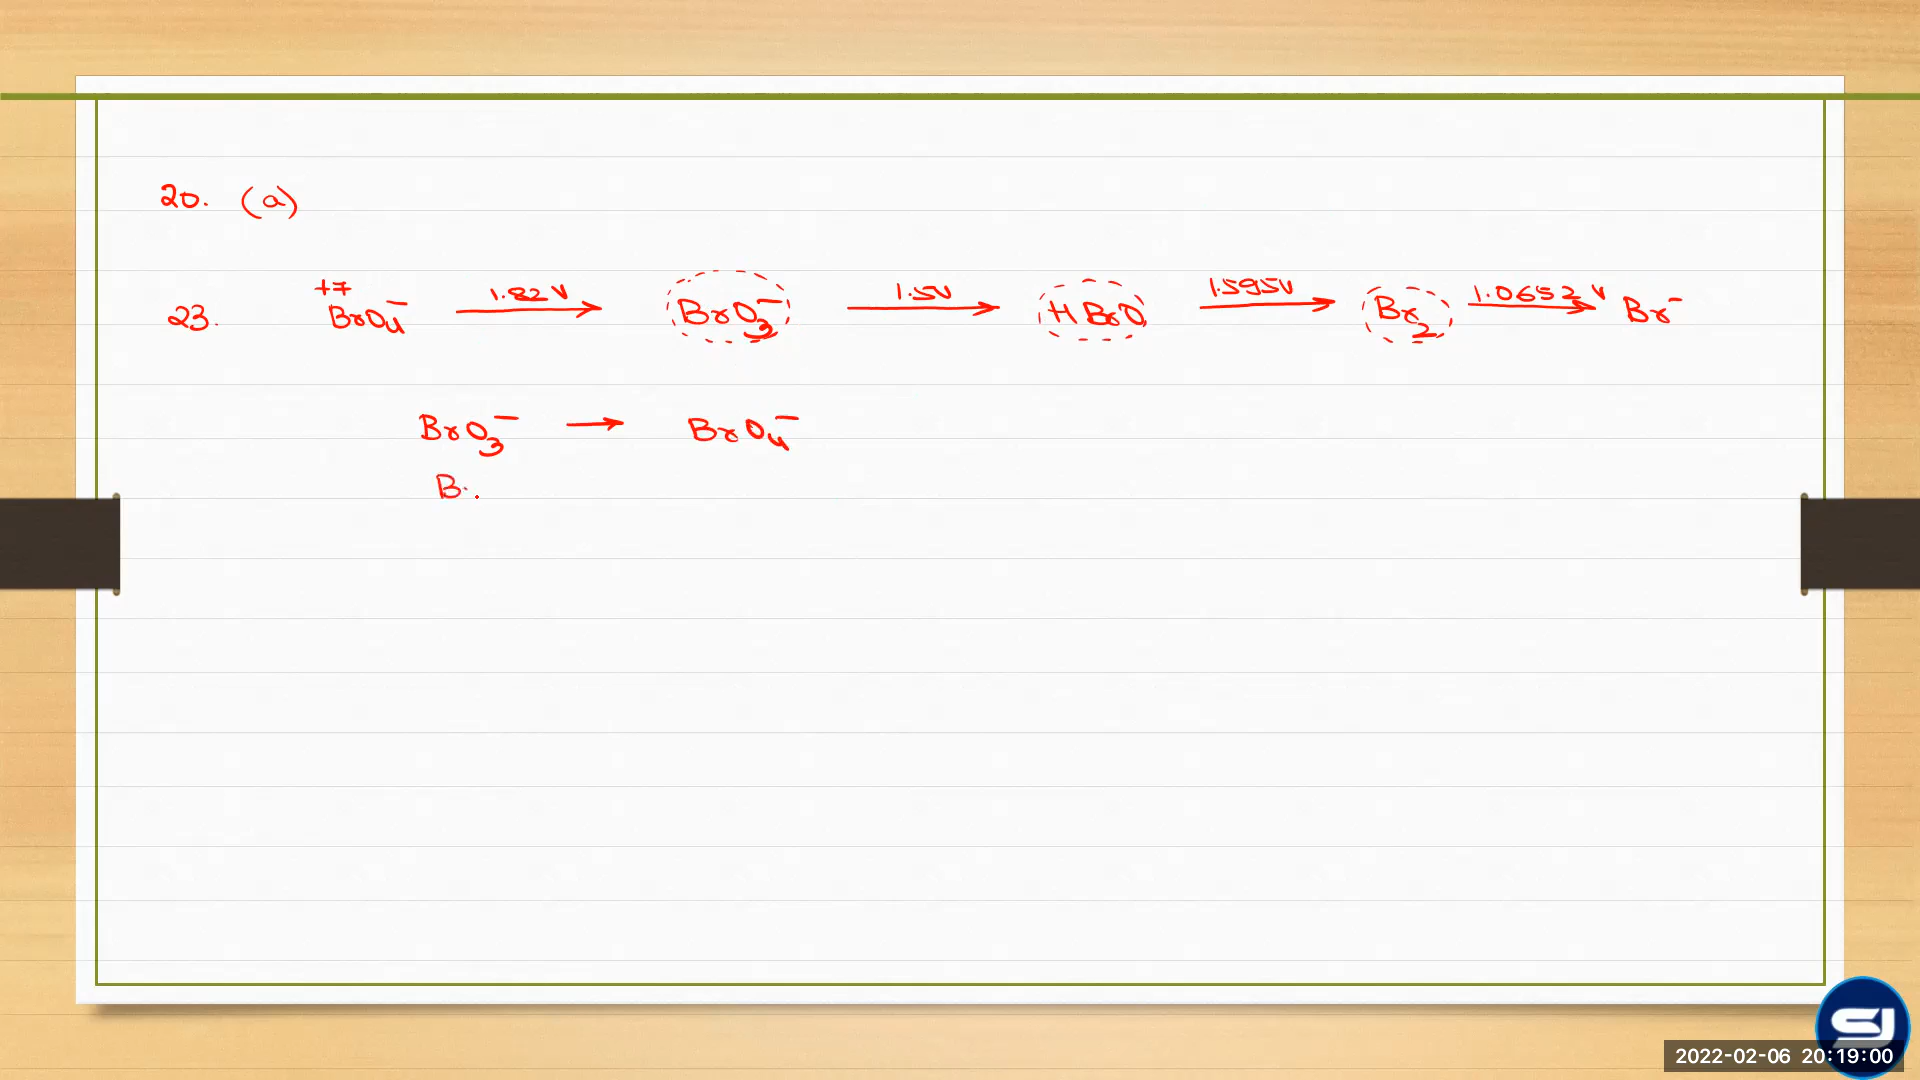 20. (a)
+7
23. BrO₄⁻ —1.82 V→ BrO₃⁻ —1.5V→ HBrO —1.595V→ Br₂ —1.0652 V→ Br⁻
BrO₃⁻ → BrO₄⁻
B.
SJ
2022-02-06 20:19:00